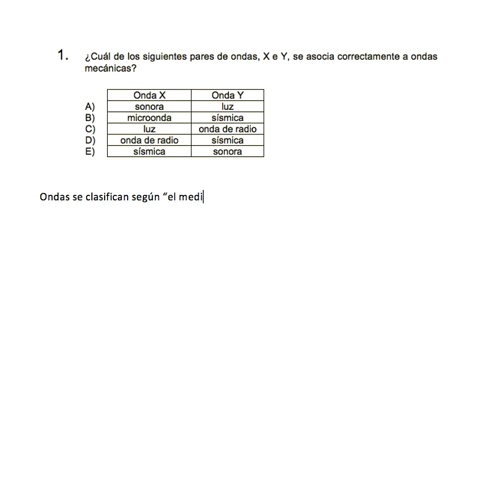 1. ¿Cuál de los siguientes pares de ondas, X e Y, se asocia correctamente a ondas
mecánicas?
Onda X Onda Y
A) sonora luz
B) microonda sísmica
C) luz onda de radio
D) onda de radio sísmica
E) sísmica sonora
Ondas se clasifican según “el medi